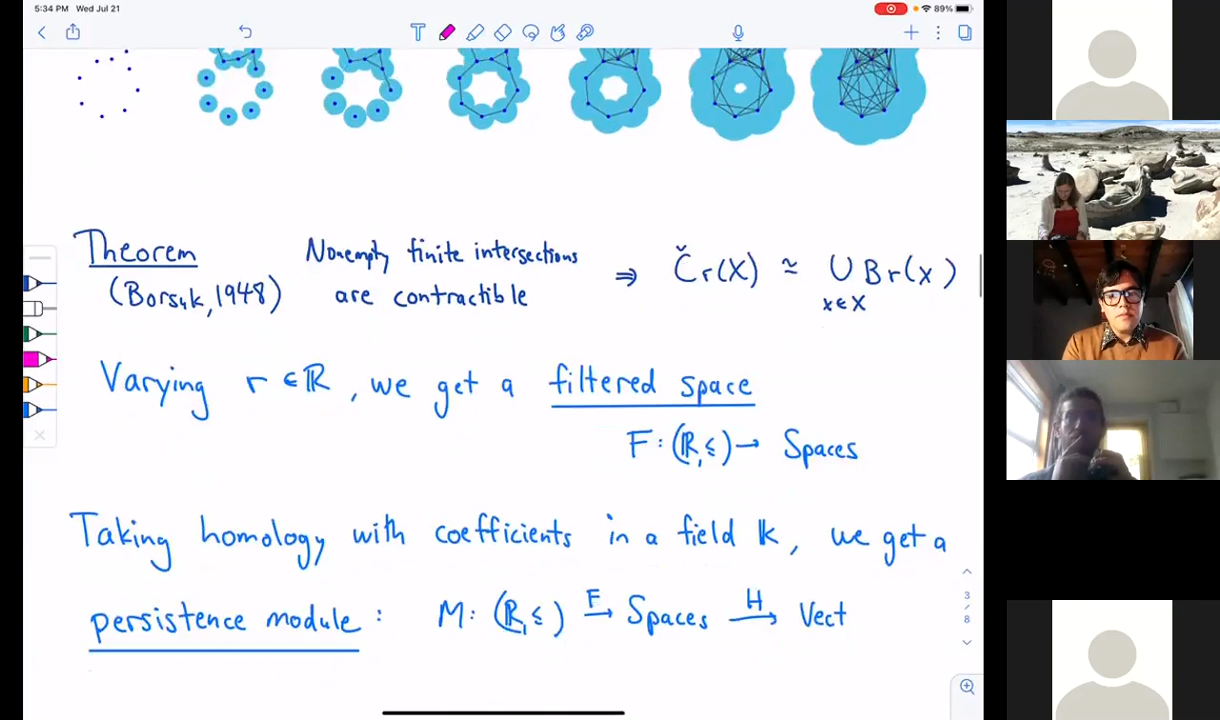 5:34 PM Wed Jul 21
89%
Theorem
(Borsuk, 1948)
Nonempty finite intersections
are contractible
⇒ Čr(X) ≃ ∪ Br(x)
x∈X
Varying r ∈ ℝ, we get a filtered space
F: (ℝ, ≤) → Spaces
Taking homology with coefficients in a field 𝕜, we get a
persistence module: M: (ℝ, ≤) F→ Spaces H→ Vect
3
/
8